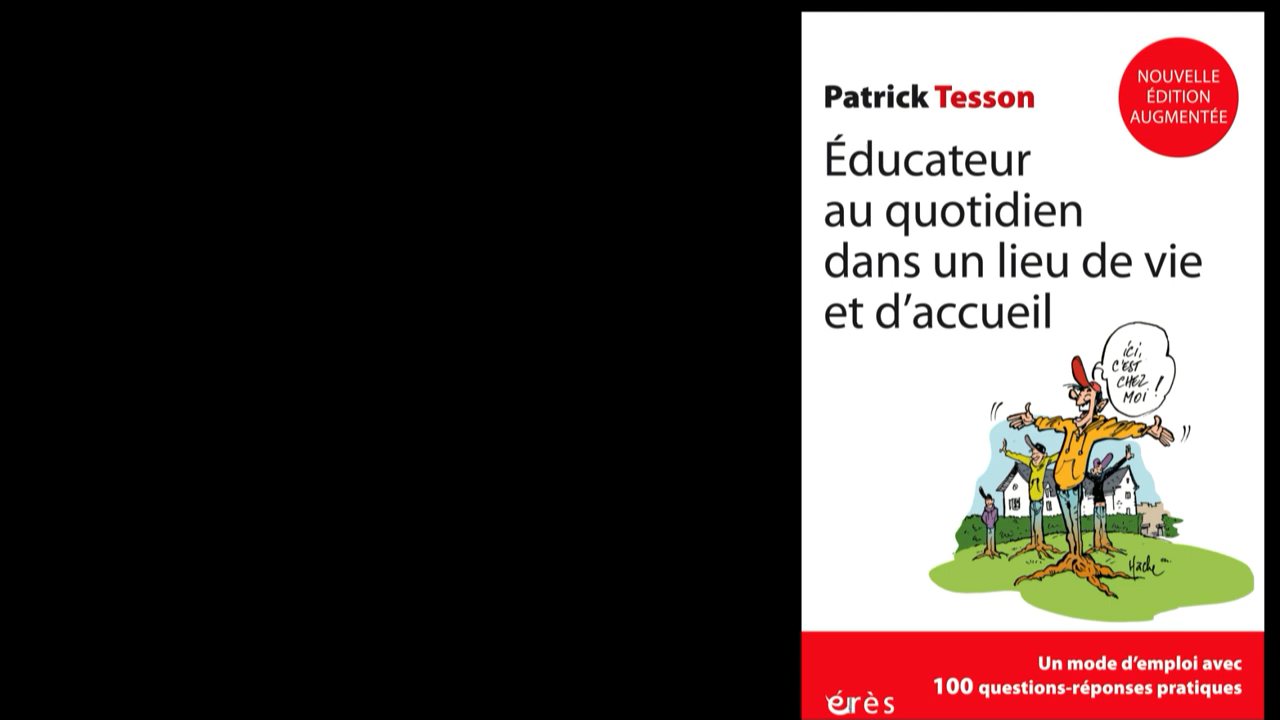 Patrick Tesson
NOUVELLE
ÉDITION
AUGMENTÉE
Éducateur
au quotidien
dans un lieu de vie
et d’accueil
ici,
C'EST
CHEZ
MOI !
Hache
Un mode d’emploi avec
100 questions-réponses pratiques
érès